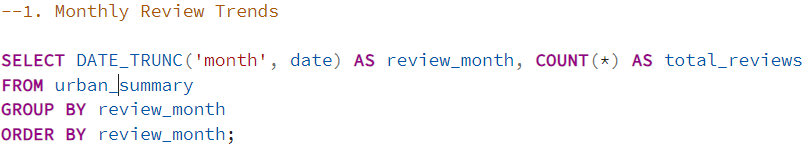 --1. Monthly Review Trends
SELECT DATE_TRUNC('month', date) AS review_month, COUNT(*) AS total_reviews
FROM urban_summary
GROUP BY review_month
ORDER BY review_month;